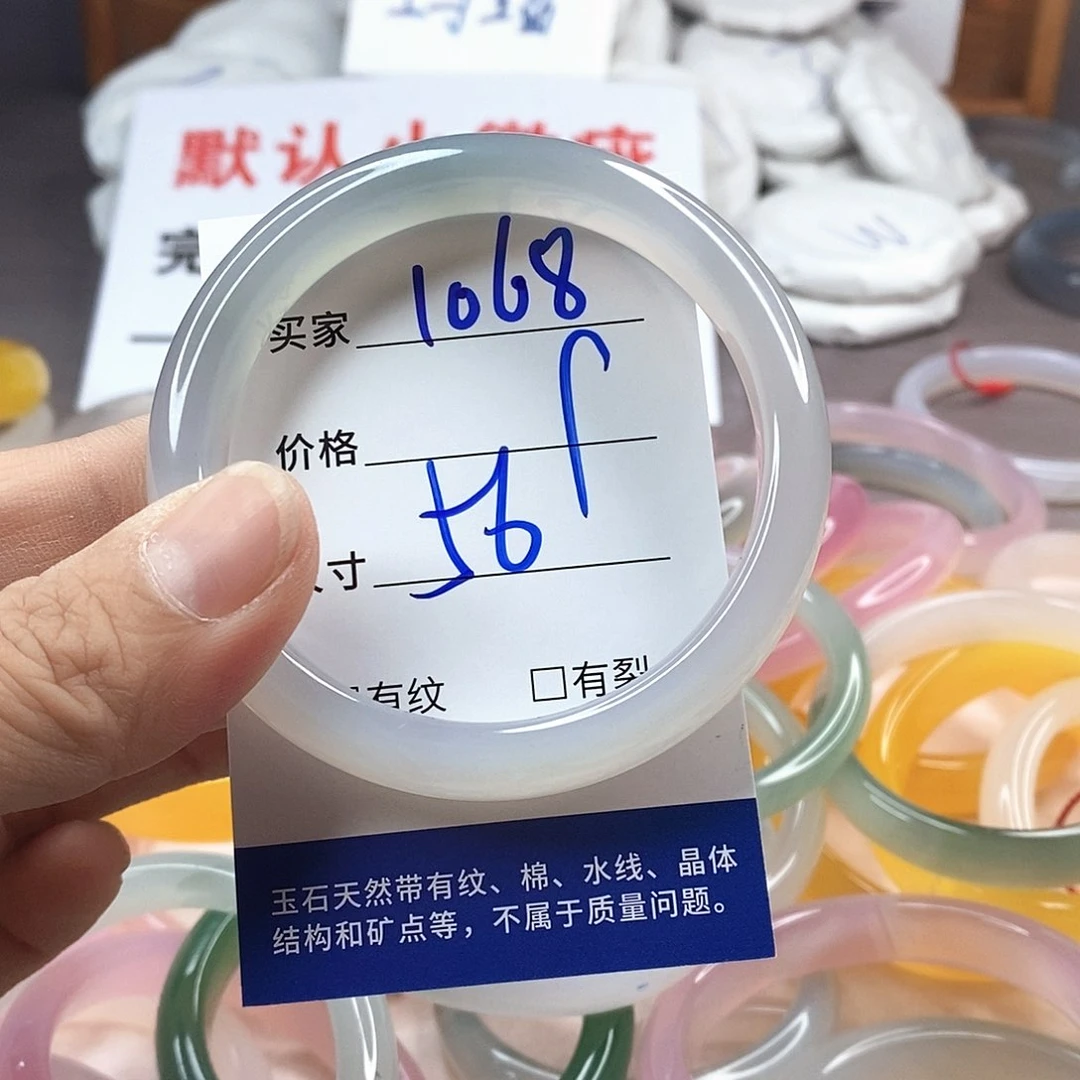 默认小
完
买家 1068
价格
寸 56
有纹 □有裂
玉石天然带有纹、棉、水线、晶体
结构和矿点等，不属于质量问题。